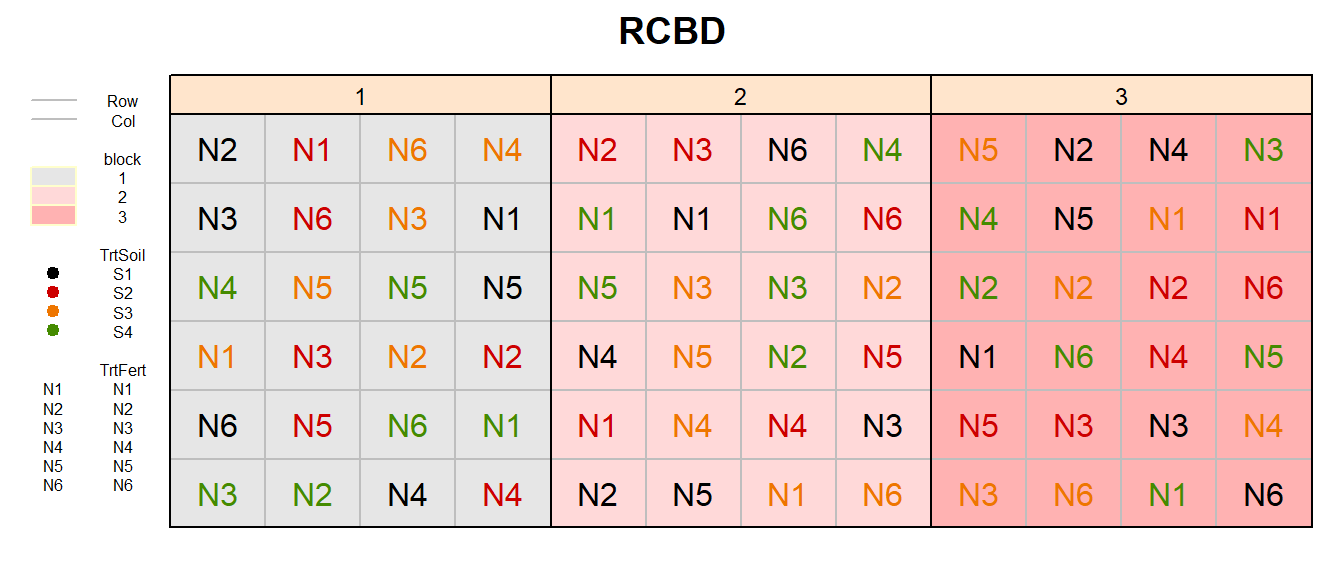 RCBD
1 2 3
Row
Col
block
1
2
3
TrtSoil
S1
S2
S3
S4
TrtFert
N1 N1
N2 N2
N3 N3
N4 N4
N5 N5
N6 N6
N2 N1 N6 N4 N2 N3 N6 N4 N5 N2 N4 N3
N3 N6 N3 N1 N1 N1 N6 N6 N4 N5 N1 N1
N4 N5 N5 N5 N5 N3 N3 N2 N2 N2 N2 N6
N1 N3 N2 N2 N4 N5 N2 N5 N1 N6 N4 N5
N6 N5 N6 N1 N1 N4 N4 N3 N5 N3 N3 N4
N3 N2 N4 N4 N2 N5 N1 N6 N3 N6 N1 N6